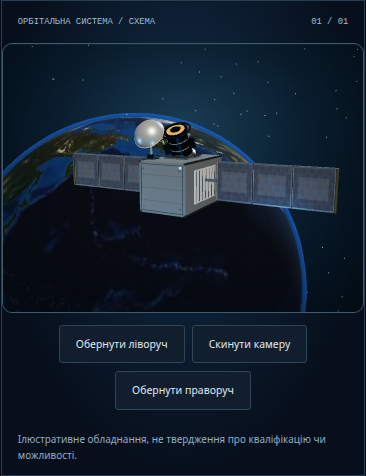 ОРБІТАЛЬНА СИСТЕМА / СХЕМА
01 / 01
Обернути ліворуч
Скинути камеру
Обернути праворуч
Ілюстративне обладнання, не твердження про кваліфікацію чи
можливості.